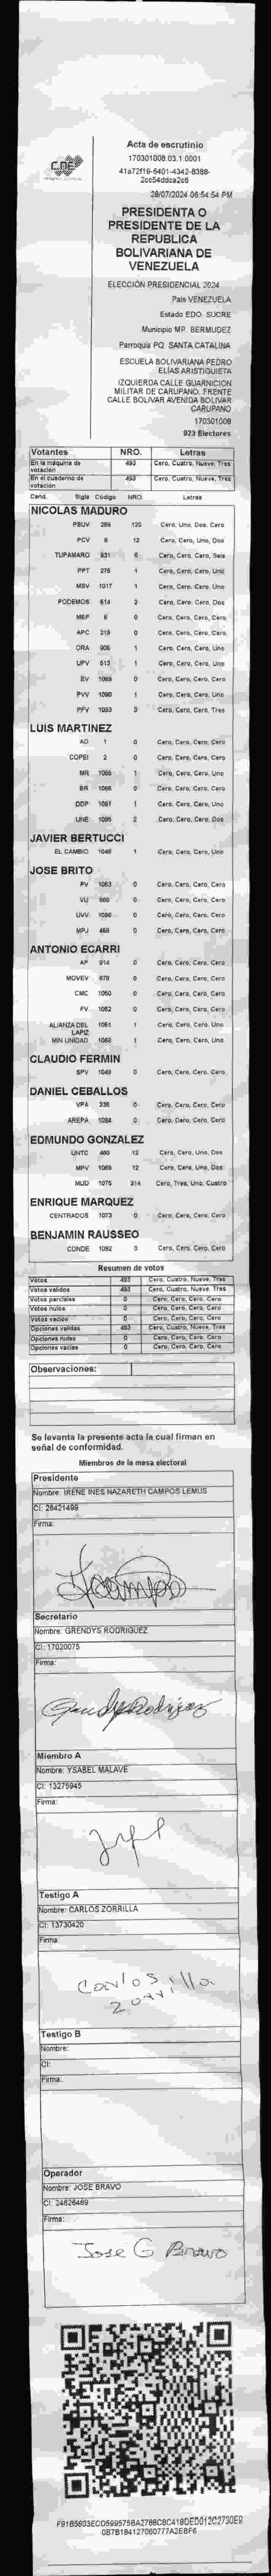 Acta de escrutinio
170301008.03.1.0001
41a72f19-6401-4342-8388-
2cc54ddca2c6
28/07/2024 06:54:54 PM
CNE
PRESIDENTA O
PRESIDENTE DE LA
REPUBLICA
BOLIVARIANA DE
VENEZUELA
ELECCIÓN PRESIDENCIAL 2024
Pais VENEZUELA
Estado EDO. SUCRE
Municipio MP. BERMUDEZ
Parroquia PQ. SANTA CATALINA
ESCUELA BOLIVARIANA PEDRO
ELÍAS ARISTIGUIETA
IZQUIERDA CALLE GUARNICION
MILITAR DE CARUPANO. FRENTE
CALLE BOLIVAR AVENIDA BOLIVAR
CARUPANO
170301008
923 Electores
Votantes NRO. Letras
En la máquina de votación 493 Cero, Cuatro, Nueve, Tres
En el cuaderno de votación 493 Cero, Cuatro, Nueve, Tres
Cand. Sigls Código NRO. Letras
NICOLAS MADURO
PSUV 266 120 Cero, Uno, Dos, Cero
PCV 9 12 Cero, Cero, Uno, Dos
TUPAMARO 931 6 Cero, Cero, Cero, Seis
PPT 276 1 Cero, Cero, Cero, Uno
MSV 1017 1 Cero, Cero, Cero, Uno
PODEMOS 514 2 Cero, Cero, Cero, Dos
MEP 6 0 Cero, Cero, Cero, Cero
APC 219 0 Cero, Cero, Cero, Cero
ORA 906 1 Cero, Cero, Cero, Uno
UPV 513 1 Cero, Cero, Cero, Uno
EV 1089 0 Cero, Cero, Cero, Cero
PVV 1090 1 Cero, Cero, Cero, Uno
PFV 1093 3 Cero, Cero, Cero, Tres
LUIS MARTINEZ
AD 1 0 Cero, Cero, Cero, Cero
COPEI 2 0 Cero, Cero, Cero, Cero
MR 1065 1 Cero, Cero, Cero, Uno
BR 1066 0 Cero, Cero, Cero, Cero
DDP 1091 1 Cero, Cero, Cero, Uno
UNE 1095 2 Cero, Cero, Cero, Dos
JAVIER BERTUCCI
EL CAMBIO 1046 1 Cero, Cero, Cero, Uno
JOSE BRITO
PV 1053 0 Cero, Cero, Cero, Cero
VU 968 0 Cero, Cero, Cero, Cero
UVV 1096 0 Cero, Cero, Cero, Cero
MPJ 468 0 Cero, Cero, Cero, Cero
ANTONIO ECARRI
AP 914 0 Cero, Cero, Cero, Cero
MOVEV 978 0 Cero, Cero, Cero, Cero
CMC 1050 0 Cero, Cero, Cero, Cero
FV 1062 0 Cero, Cero, Cero, Cero
ALIANZA DEL LAPIZ 1051 1 Cero, Cero, Cero, Uno
MIN UNIDAD 1058 1 Cero, Cero, Cero, Uno
CLAUDIO FERMIN
SPV 1049 0 Cero, Cero, Cero, Cero
DANIEL CEBALLOS
VPA 236 0 Cero, Cero, Cero, Cero
AREPA 1094 0 Cero, Cero, Cero, Cero
EDMUNDO GONZALEZ
UNTC 460 12 Cero, Cero, Uno, Dos
MPV 1069 12 Cero, Cero, Uno, Dos
MUD 1076 314 Cero, Tres, Uno, Cuatro
ENRIQUE MARQUEZ
CENTRADOS 1073 0 Cero, Cero, Cero, Cero
BENJAMIN RAUSSEO
CONDE 1092 0 Cero, Cero, Cero, Cero
Resumen de votos
Votos 493 Cero, Cuatro, Nueve, Tres
Votos validos 493 Cero, Cuatro, Nueve, Tres
Votos parciales 0 Cero, Cero, Cero, Cero
Votos nulos 0 Cero, Cero, Cero, Cero
Votos vacios 0 Cero, Cero, Cero, Cero
Opciones validas 493 Cero, Cuatro, Nueve, Tres
Opciones nulas 0 Cero, Cero, Cero, Cero
Opciones vacias 0 Cero, Cero, Cero, Cero
Observaciones:
Se levanta la presente acta la cual firman en
señal de conformidad.
Miembros de la mesa electoral
Presidente
Nombre: IRENE INES NAZARETH CAMPOS LEMUS
CI: 26421499
Firma:
Secretario
Nombre: GRENDYS RODRIGUEZ
CI: 17020075
Firma:
Grendys Rodriguez
Miembro A
Nombre: YSABEL MALAVE
CI: 13275945
Firma:
Testigo A
Nombre: CARLOS ZORRILLA
CI: 13730420
Firma:
Carlos illa
Zorrilla
Testigo B
Nombre:
CI:
Firma:
Operador
Nombre: JOSE BRAVO
CI: 24626469
Firma:
Jose G Bravo
F91B5603ECD599575BA2788C8C418DED012C2730E9
0B7B184127060777A2EBF6